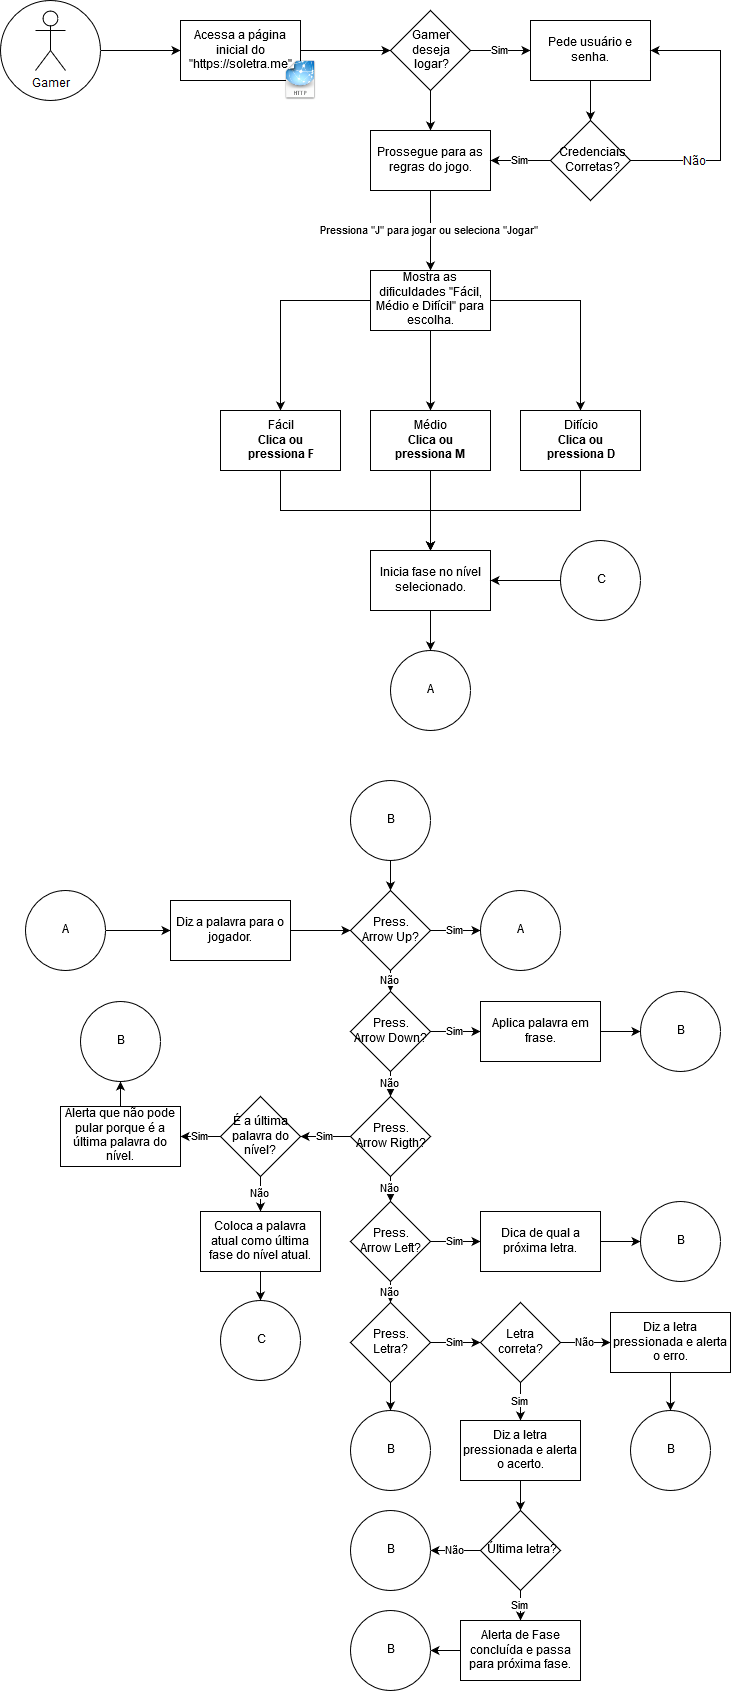 Gamer
Acessa a página
inicial do
"https://soletra.me"
HTTP
Gamer
deseja
logar?
Sim
Pede usuário e
senha.
Prossegue para as
regras do jogo.
Sim
Credenciais
Corretas?
Não
Pressiona "J" para jogar ou seleciona "Jogar"
Mostra as
dificuldades "Fácil,
Médio e Difícil" para
escolha.
Fácil
Clica ou
pressiona F
Médio
Clica ou
pressiona M
Difício
Clica ou
pressiona D
Inicia fase no nível
selecionado.
C
A
B
A
Diz a palavra para o
jogador.
Press.
Arrow Up?
Sim
A
Não
Press.
Arrow Down?
Sim
Aplica palavra em
frase.
B
Não
B
Alerta que não pode
pular porque é a
última palavra do
nível.
Sim
É a última
palavra do
nível?
Sim
Press.
Arrow Rigth?
Não
Coloca a palavra
atual como última
fase do nível atual.
C
Não
Press.
Arrow Left?
Sim
Dica de qual a
próxima letra.
B
Não
Press.
Letra?
Sim
Letra
correta?
Não
Diz a letra
pressionada e alerta
o erro.
B
Sim
B
Diz a letra
pressionada e alerta
o acerto.
B
Não
Última letra?
Sim
B
Alerta de Fase
concluída e passa
para próxima fase.